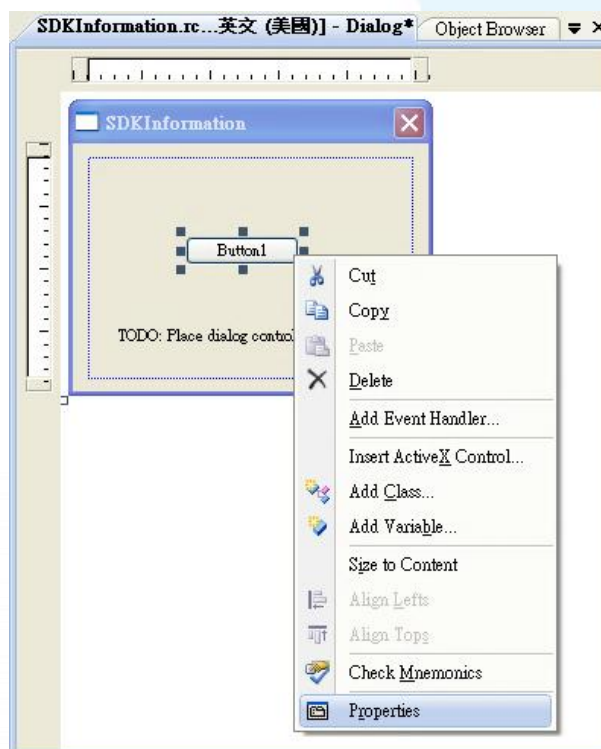 SDKInformation.rc...英文 (美國)] - Dialog* Object Browser
SDKInformation
Button1
TODO: Place dialog control
Cut
Copy
Paste
Delete
Add Event Handler...
Insert ActiveX Control...
Add Class...
Add Variable...
Size to Content
Align Lefts
Align Tops
Check Mnemonics
Properties